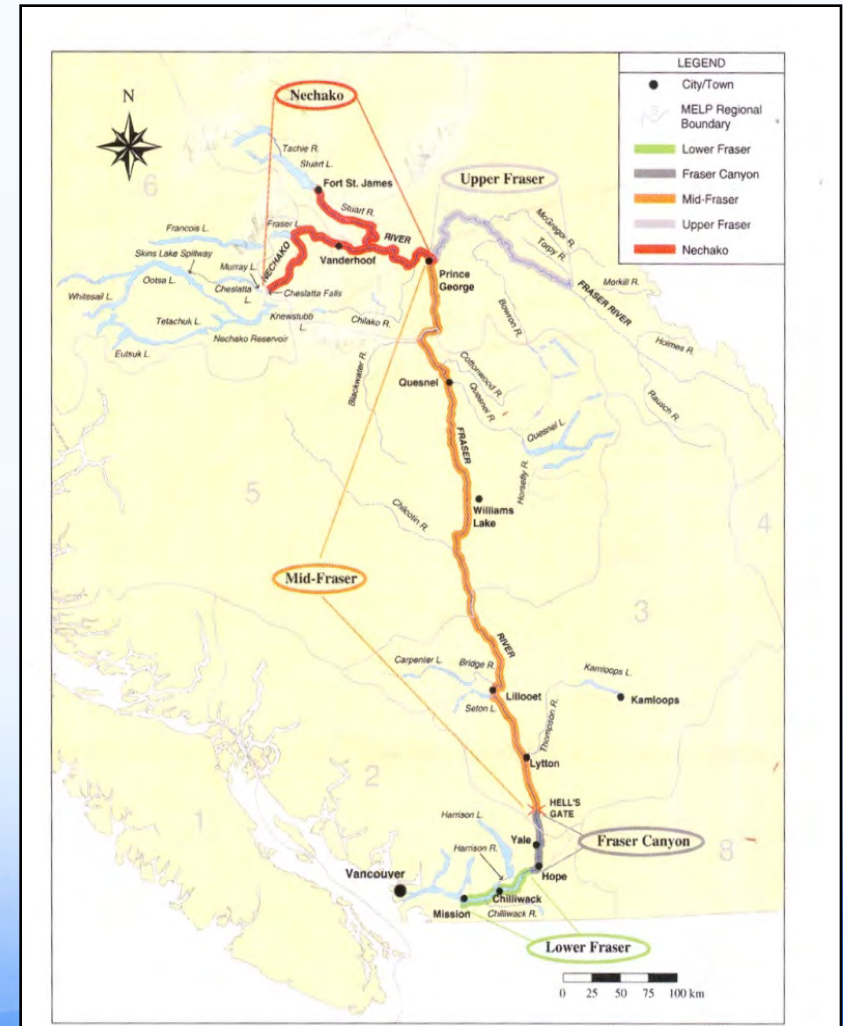 LEGEND
City/Town
MELP Regional
Boundary
Lower Fraser
Fraser Canyon
Mid-Fraser
Upper Fraser
Nechako
N
Nechako
Tachie R.
Stuart L.
Fort St. James
Stuart R.
Upper Fraser
McGregor R.
Torpy R.
Morkill R.
6
Francois L.
Fraser L.
NECHAKO
RIVER
Vanderhoof
Prince
George
FRASER RIVER
Skins Lake Spillway
Murray L.
Ootsa L.
Cheslatta
L.
Cheslatta Falls
Whitesail L.
Tetachuk L.
Knewstubb
L.
Chilako R.
Nechako Reservoir
Eutsuk L.
Bowron R.
Holmes R.
Rausch R.
Blackwater R.
Quesnel
Cottonwood R.
Quesnel R.
Quesnel L.
Horsefly R.
FRASER
5
Williams
Lake
Chilcotin R.
4
Mid-Fraser
3
RIVER
Carpenter L.
Bridge R.
Kamloops L.
Lillooet
Kamloops
Seton L.
Thompson R.
Lytton
2
1
HELL'S
GATE
Harrison L.
Yale
Fraser Canyon
8
Harrison R.
Hope
Vancouver
Chilliwack
Mission
Chilliwack R.
Lower Fraser
0 25 50 75 100 km